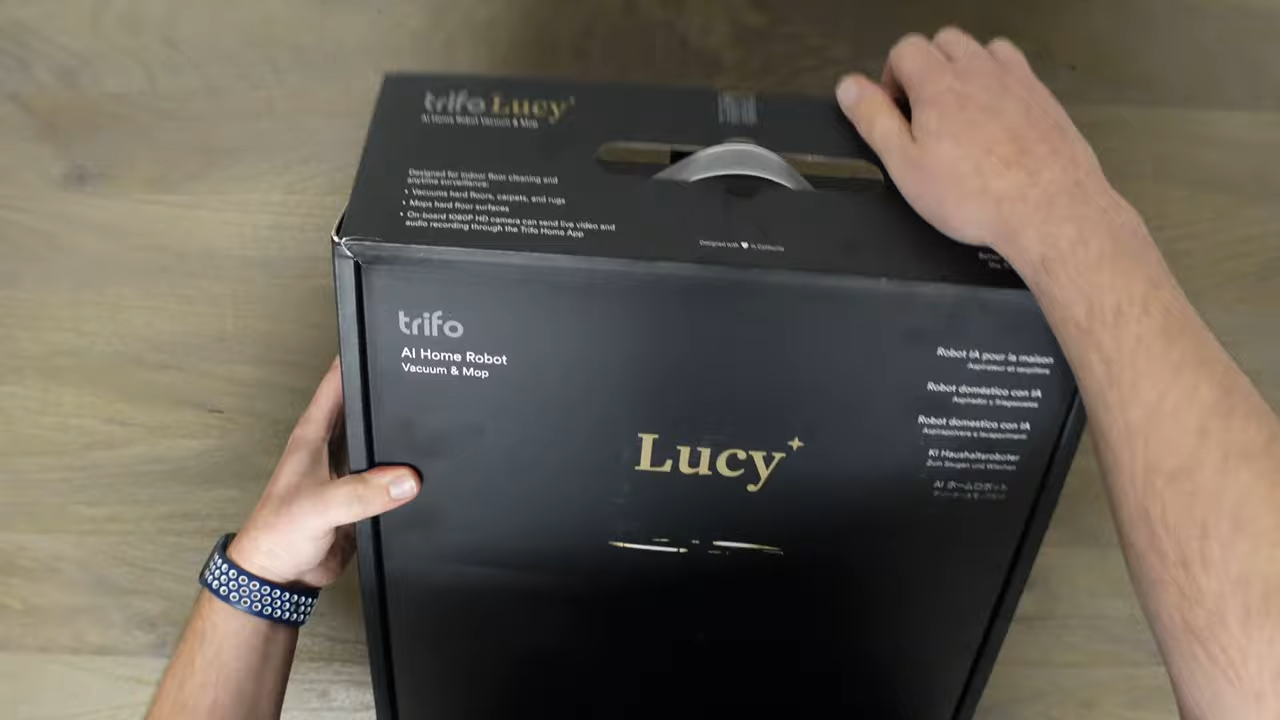 trifo Lucy
AI Home Robot Vacuum & Mop
Designed for indoor floor cleaning and
anytime surveillance:
• Vacuums hard floors, carpets, and rugs
• Mops hard floor surfaces
• On-board 1080P HD camera can send live video and
audio recording through the Trifo Home App
Designed with ♥ in California
trifo
AI Home Robot
Vacuum & Mop
Lucy
Robot IA pour la maison
Aspirateur et serpillère
Robot doméstico con IA
Aspirador y friegasuelos
Robot domestico con IA
Aspirapolvere e lavapavimenti
KI Haushaltsroboter
Zum Saugen und Wischen
AI ホームロボット